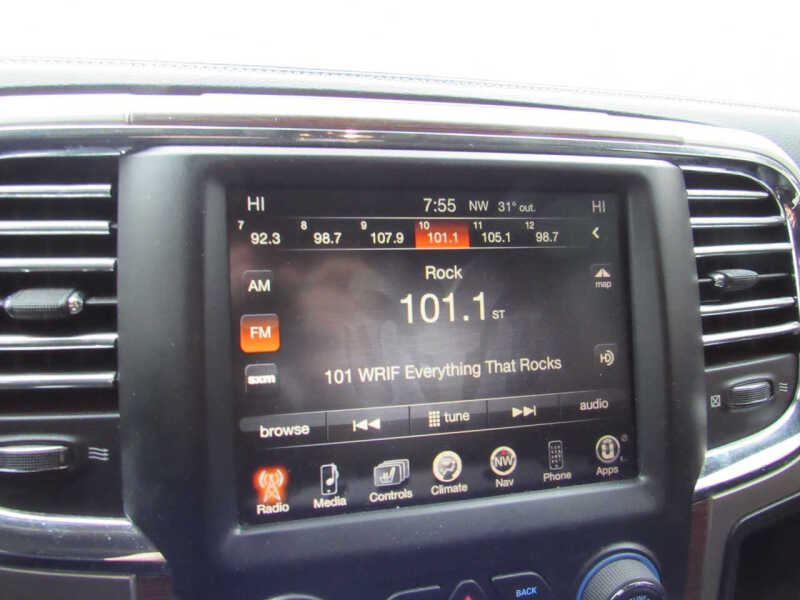 HI 7:55 NW 31° out. HI
7 92.3 8 98.7 9 107.9 10 101.1 11 105.1 12 98.7
Rock
AM
map
101.1 ST
FM
HD
101 WRIF Everything That Rocks
sxm
browse tune audio
Radio Media Controls Climate NW Nav Phone Apps
BACK